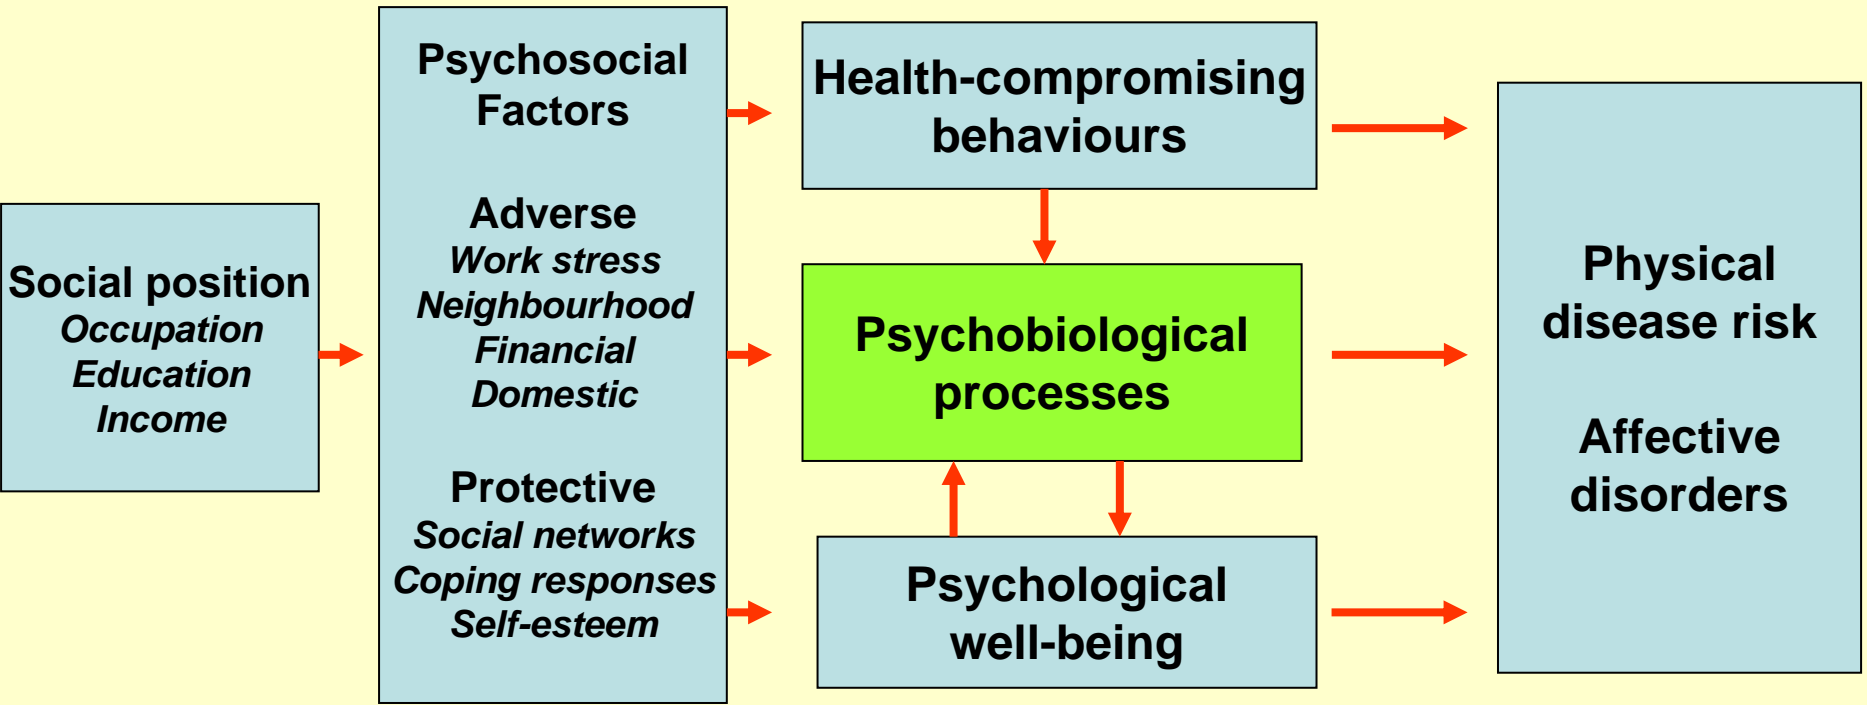 Social position
Occupation
Education
Income
Psychosocial
Factors
Adverse
Work stress
Neighbourhood
Financial
Domestic
Protective
Social networks
Coping responses
Self-esteem
Health-compromising
behaviours
Psychobiological
processes
Psychological
well-being
Physical
disease risk
Affective
disorders